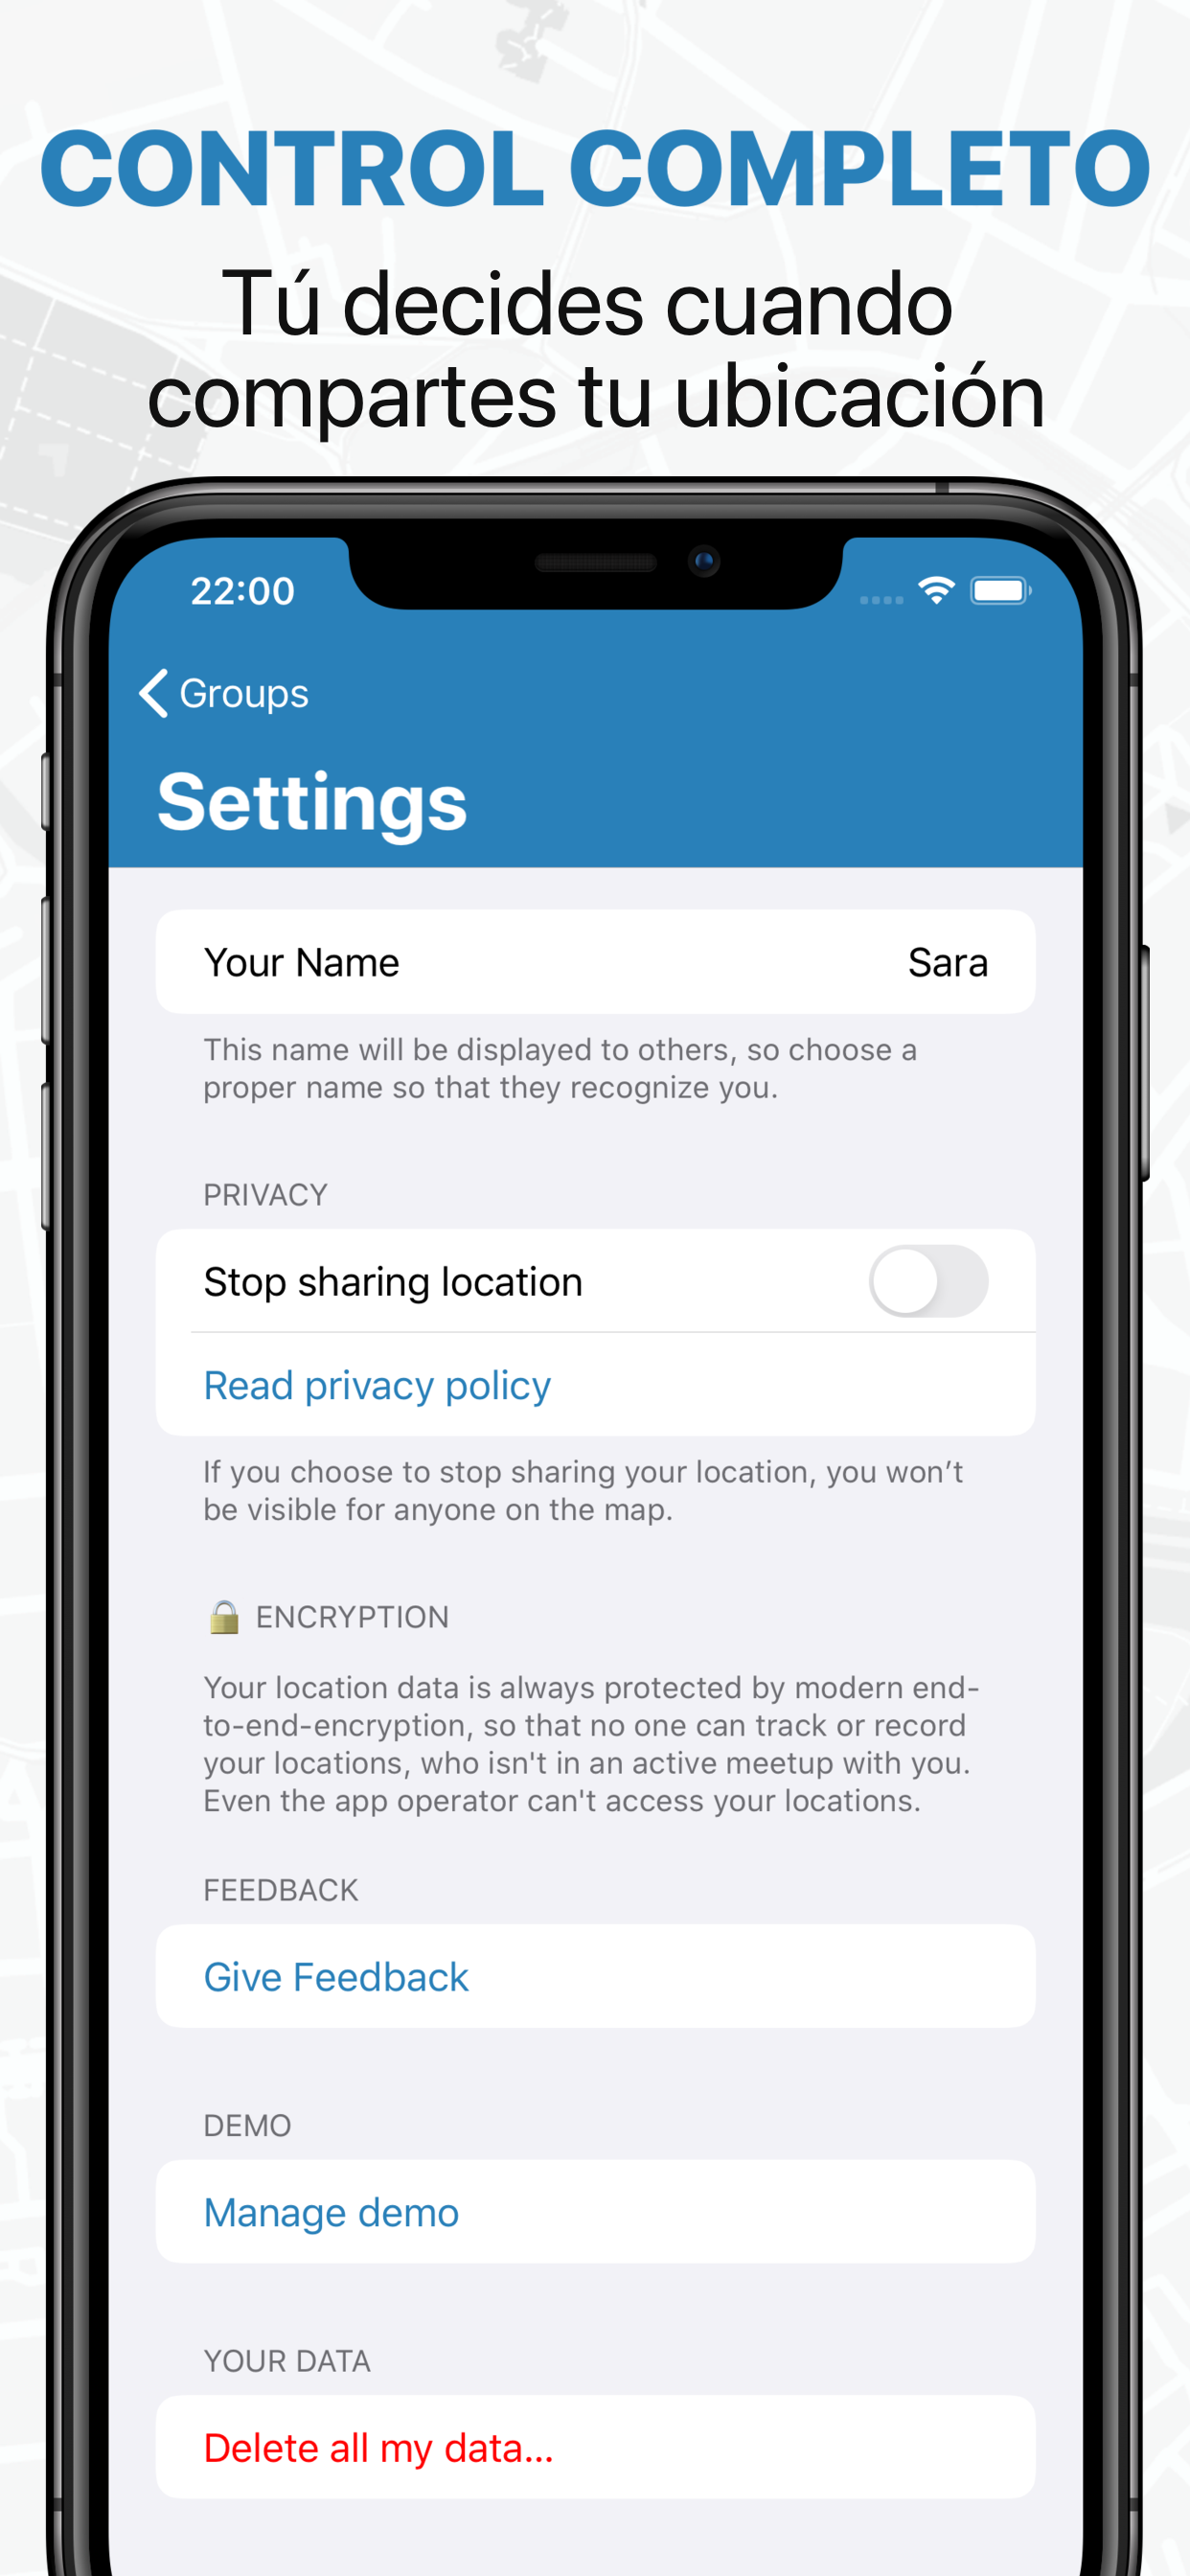 CONTROL COMPLETO
Tú decides cuando
compartes tu ubicación
22:00
Groups
Settings
Your Name Sara
This name will be displayed to others, so choose a
proper name so that they recognize you.
PRIVACY
Stop sharing location
Read privacy policy
If you choose to stop sharing your location, you won’t
be visible for anyone on the map.
🔒 ENCRYPTION
Your location data is always protected by modern end-
to-end-encryption, so that no one can track or record
your locations, who isn't in an active meetup with you.
Even the app operator can't access your locations.
FEEDBACK
Give Feedback
DEMO
Manage demo
YOUR DATA
Delete all my data...